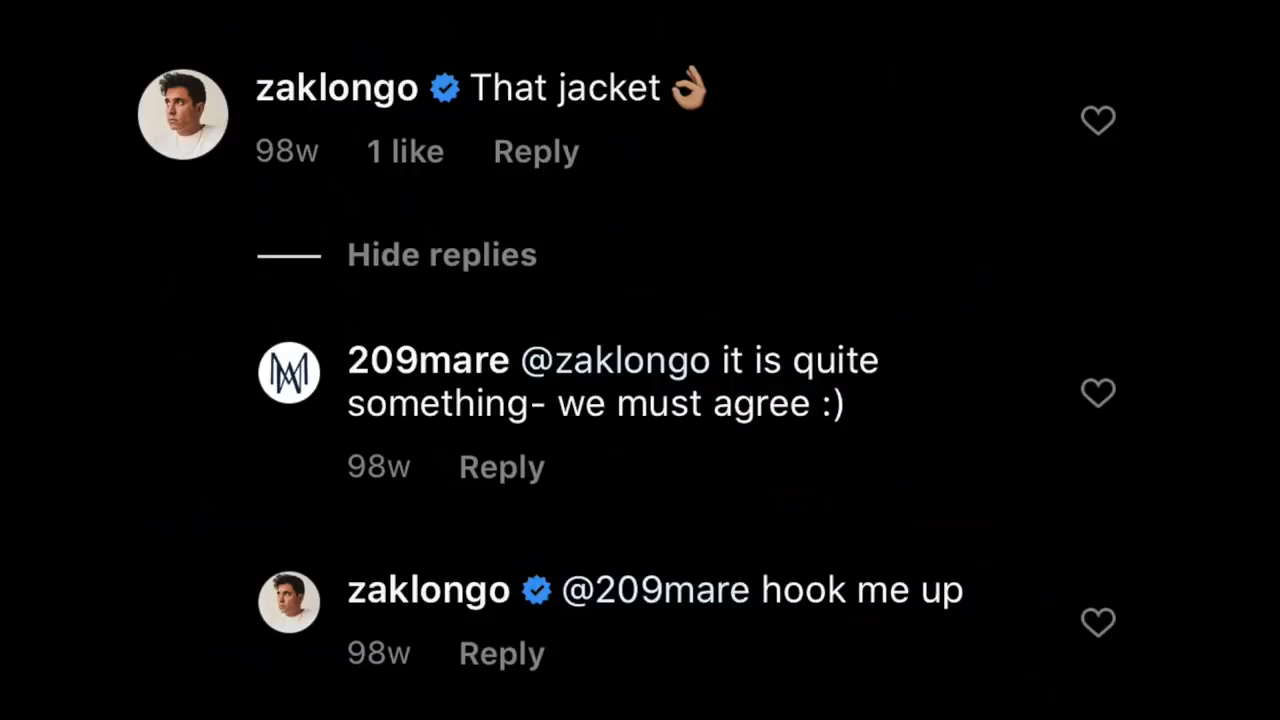 zaklongo That jacket 👌🏽
98w 1 like Reply
Hide replies
209mare @zaklongo it is quite
something- we must agree :)
98w Reply
zaklongo @209mare hook me up
98w Reply